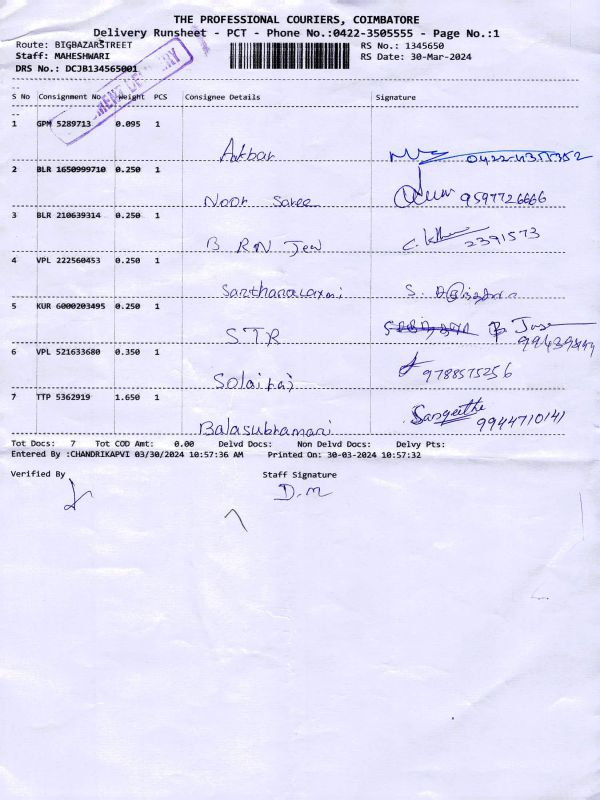 THE PROFESSIONAL COURIERS, COIMBATORE
Delivery Runsheet - PCT - Phone No.:0422-3505555 - Page No.:1
Route: BIGBAZARSTREET RS No.: 1345650
Staff: MAHESHWARI RS Date: 30-Mar-2024
DRS No.: DCJB134565001
S No Consignment No Weight PCS Consignee Details Signature
1 GPM 5289713 0.095 1
Akbar
2 BLR 1650999710 0.250 1
Noor Saree 9597726666
3 BLR 210639314 0.250 1
B RN Jew 2391573
4 VPL 222560453 0.250 1
Santhanalaxmi S.
5 KUR 6000203495 0.250 1
STR
6 VPL 521633680 0.350 1
Solairaj 9788575256
7 TTP 5362919 1.650 1
Balasubramani Sangeetha 9944710141
Tot Docs: 7 Tot COD Amt: 0.00 Delvd Docs: Non Delvd Docs: Delvy Pts:
Entered By :CHANDRIKAPVI 03/30/2024 10:57:36 AM Printed On: 30-03-2024 10:57:32
Verified By Staff Signature
D.M